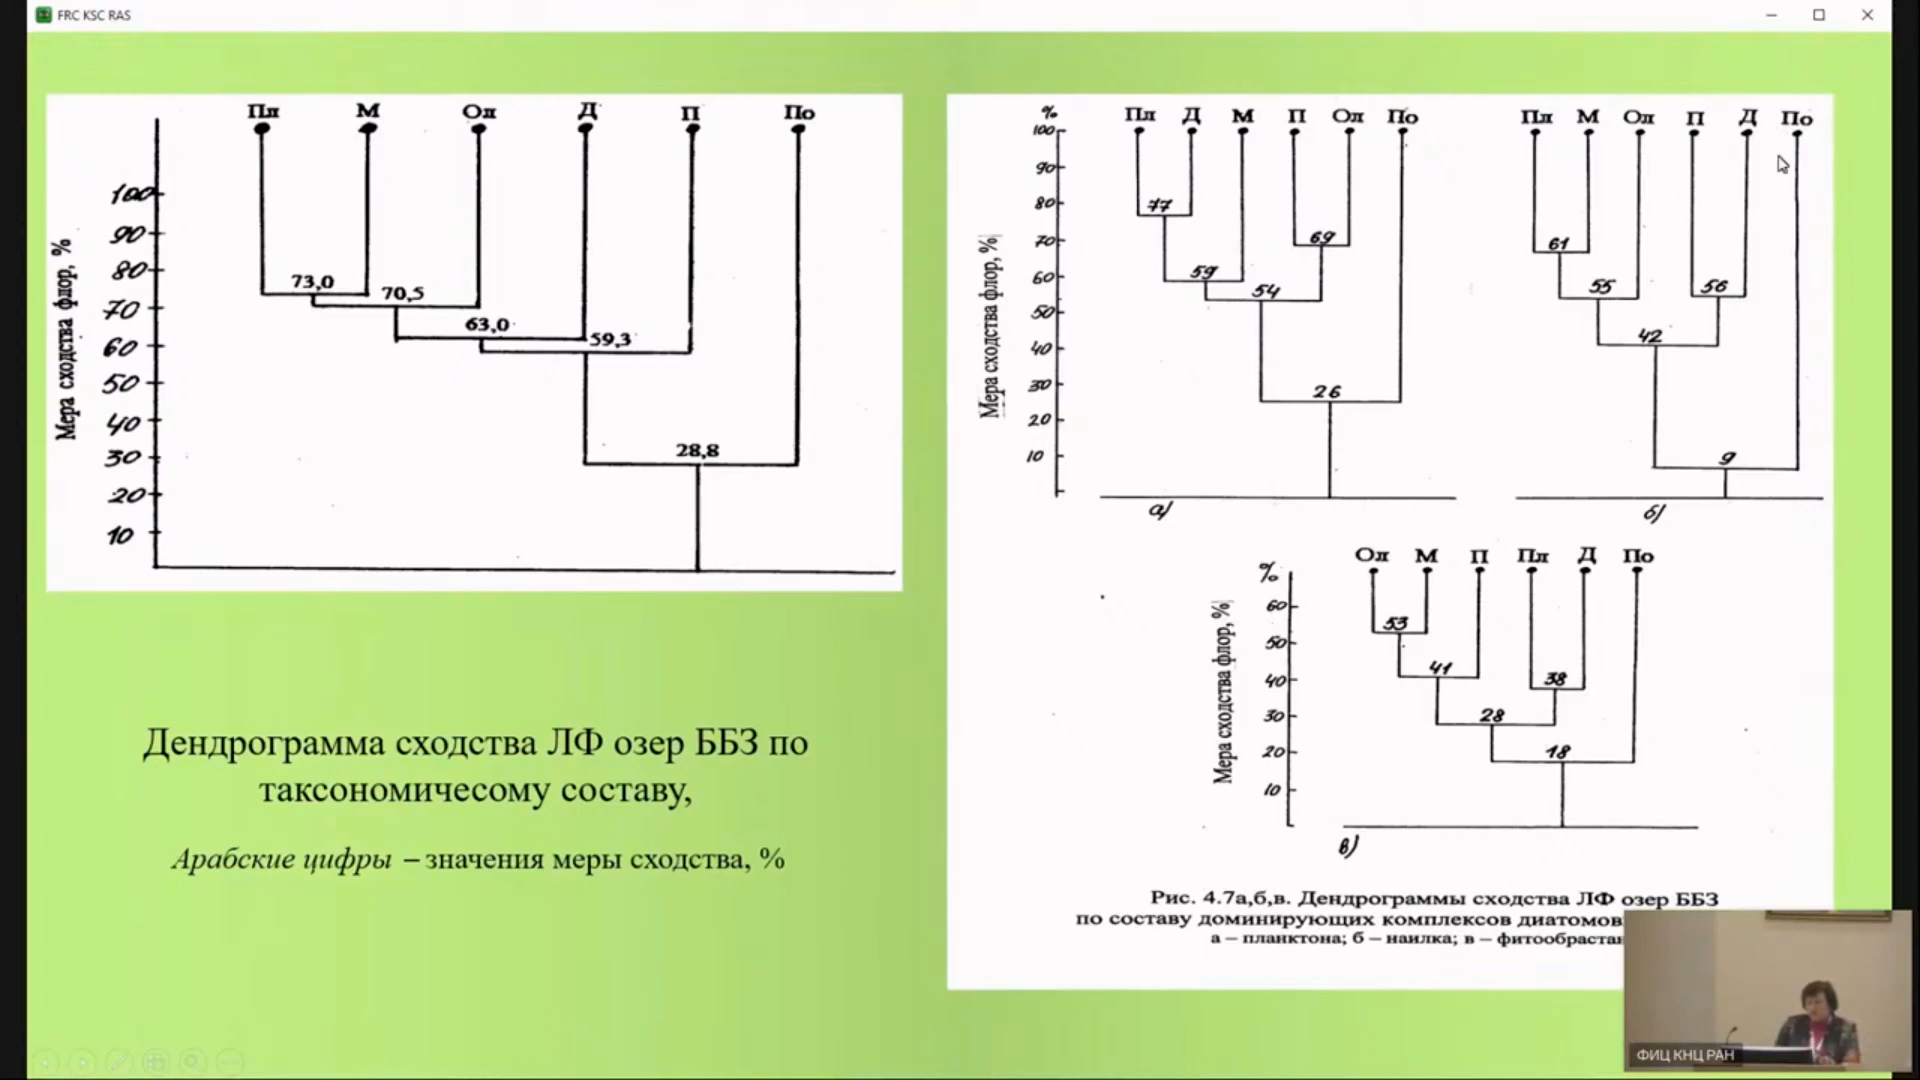 FRC KSC RAS
Пл М Ол Д П По
Мера сходства флор, %
100
90
80
70
60
50
40
30
20
10
73,0
70,5
63,0
59,3
28,8
Дендрограмма сходства ЛФ озер ББЗ по
таксономичесому составу,
Арабские цифры – значения меры сходства, %
%
Пл Д М П Ол По
Мера сходства флор, %
100
90
80
70
60
50
40
30
20
10
77
69
59
54
26
а)
Пл М Ол П Д По
61
55
56
42
9
б)
%
Ол М П Пл Д По
Мера сходства флор, %
60
50
40
30
20
10
53
41
38
28
18
в)
Рис. 4.7а,б,в. Дендрограммы сходства ЛФ озер ББЗ
по составу доминирующих комплексов диатомов
а – планктона; б – наилка; в – фитообрастан
ФИЦ КНЦ РАН